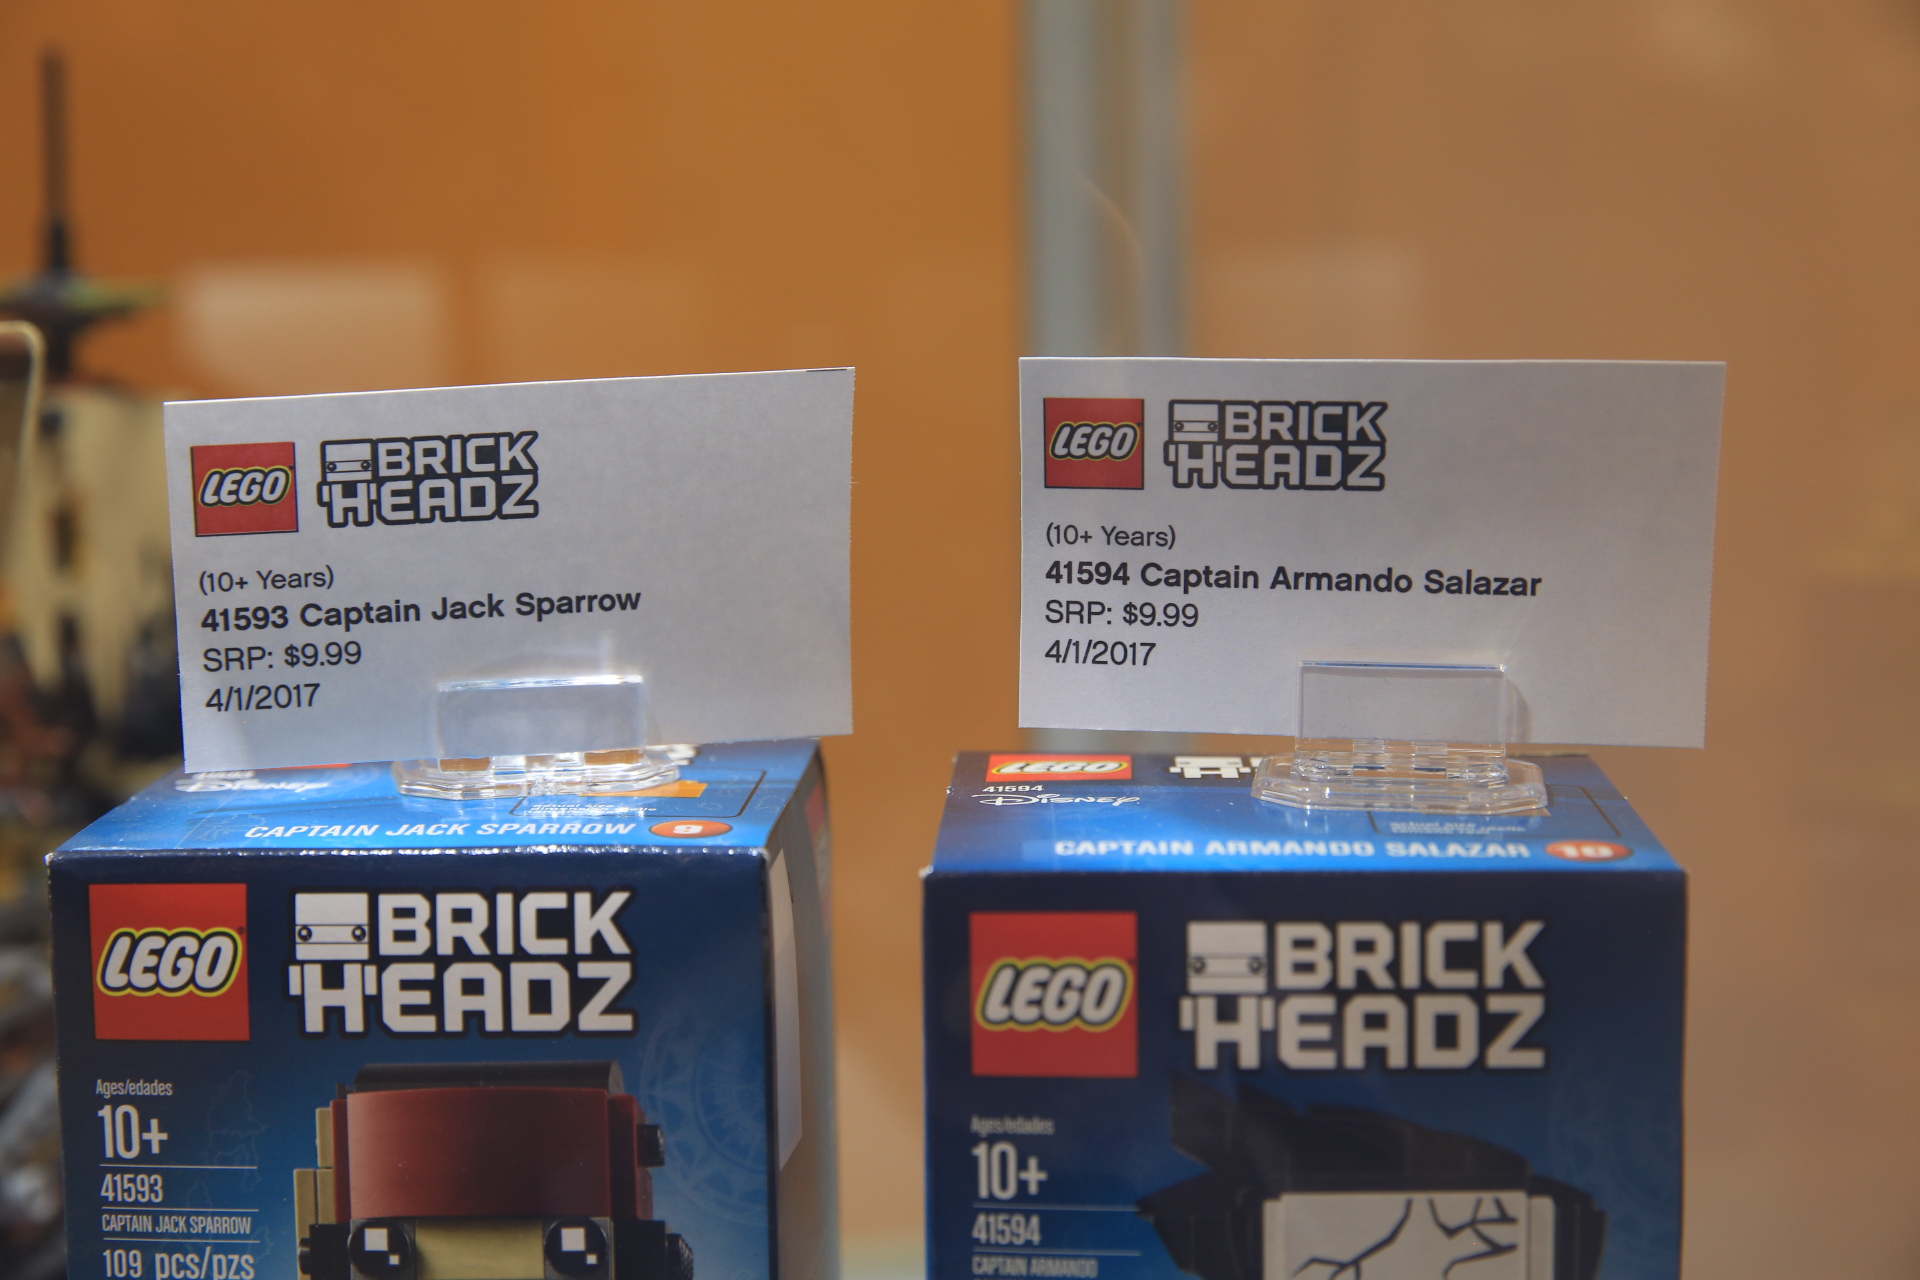 LEGO
BRICK
HEADZ
(10+ Years)
41593 Captain Jack Sparrow
SRP: $9.99
4/1/2017
LEGO
BRICK
HEADZ
(10+ Years)
41594 Captain Armando Salazar
SRP: $9.99
4/1/2017
Disney
CAPTAIN JACK SPARROW 9
LEGO
BRICK
HEADZ
Ages/edades
10+
41593
CAPTAIN JACK SPARROW
109 pcs/pzs
LEGO
41594
Disney
CAPTAIN ARMANDO SALAZAR 10
LEGO
BRICK
HEADZ
Ages/edades
10+
41594
CAPTAIN ARMANDO